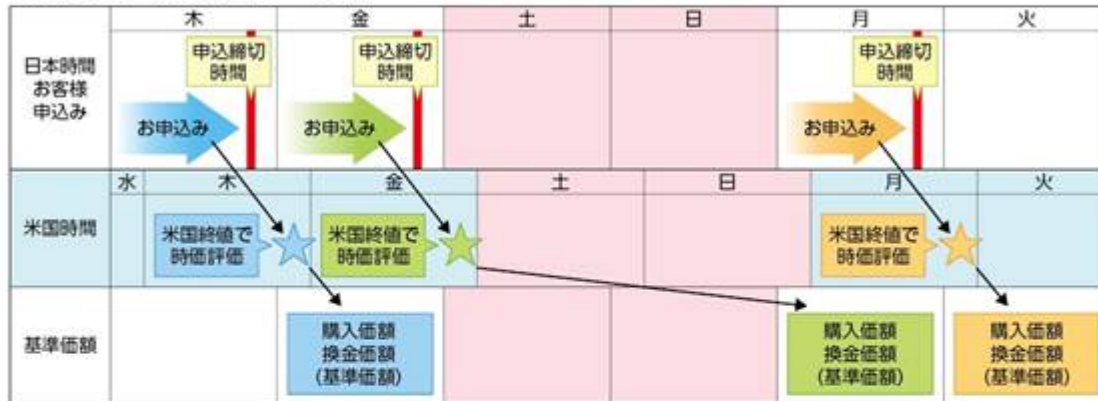 木 金 土 日 月 火
日本時間
お客様
申込み
申込締切
時間
申込締切
時間
申込締切
時間
お申込み
お申込み
お申込み
水 木 金 土 日 月 火
米国時間
米国終値で
時価評価
米国終値で
時価評価
米国終値で
時価評価
基準価額
購入価額
換金価額
(基準価額)
購入価額
換金価額
(基準価額)
購入価額
換金価額
(基準価額)